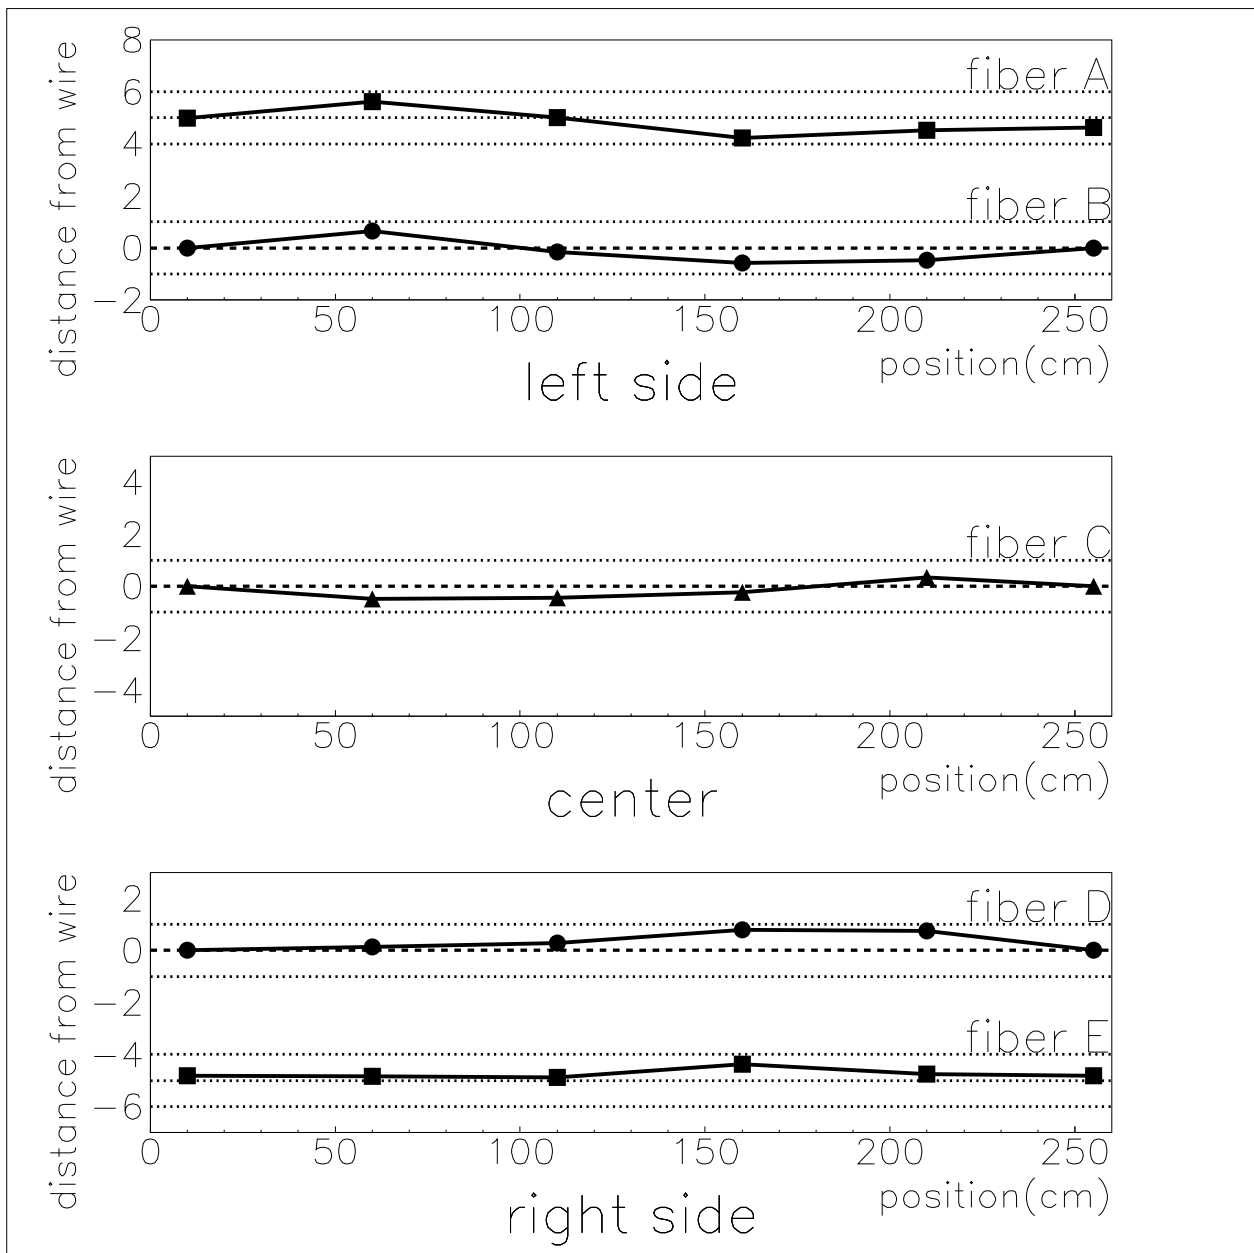 distance from wire
8
6
4
2
0
−2
fiber A
fiber B
0 50 100 150 200 250
position(cm)
left side
distance from wire
4
2
0
−2
−4
fiber C
0 50 100 150 200 250
position(cm)
center
distance from wire
2
0
−2
−4
−6
fiber D
fiber E
0 50 100 150 200 250
position(cm)
right side